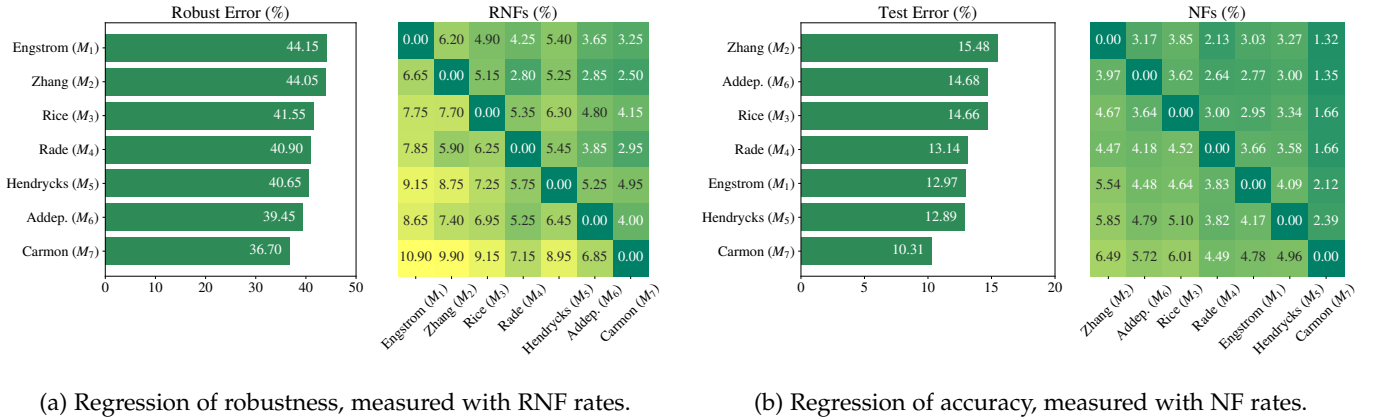 Robust Error (%)
Engstrom (M1) 44.15
Zhang (M2) 44.05
Rice (M3) 41.55
Rade (M4) 40.90
Hendrycks (M5) 40.65
Addep. (M6) 39.45
Carmon (M7) 36.70
0 10 20 30 40 50
RNFs (%)
0.00 6.20 4.90 4.25 5.40 3.65 3.25
6.65 0.00 5.15 2.80 5.25 2.85 2.50
7.75 7.70 0.00 5.35 6.30 4.80 4.15
7.85 5.90 6.25 0.00 5.45 3.85 2.95
9.15 8.75 7.25 5.75 0.00 5.25 4.95
8.65 7.40 6.95 5.25 6.45 0.00 4.00
10.90 9.90 9.15 7.15 8.95 6.85 0.00
Engstrom (M1)
Zhang (M2)
Rice (M3)
Rade (M4)
Hendrycks (M5)
Addep. (M6)
Carmon (M7)
(a) Regression of robustness, measured with RNF rates.
Test Error (%)
Zhang (M2) 15.48
Addep. (M6) 14.68
Rice (M3) 14.66
Rade (M4) 13.14
Engstrom (M1) 12.97
Hendrycks (M5) 12.89
Carmon (M7) 10.31
0 5 10 15 20
NFs (%)
0.00 3.17 3.85 2.13 3.03 3.27 1.32
3.97 0.00 3.62 2.64 2.77 3.00 1.35
4.67 3.64 0.00 3.00 2.95 3.34 1.66
4.47 4.18 4.52 0.00 3.66 3.58 1.66
5.54 4.48 4.64 3.83 0.00 4.09 2.12
5.85 4.79 5.10 3.82 4.17 0.00 2.39
6.49 5.72 6.01 4.49 4.78 4.96 0.00
Zhang (M2)
Addep. (M6)
Rice (M3)
Rade (M4)
Engstrom (M1)
Hendrycks (M5)
Carmon (M7)
(b) Regression of accuracy, measured with NF rates.